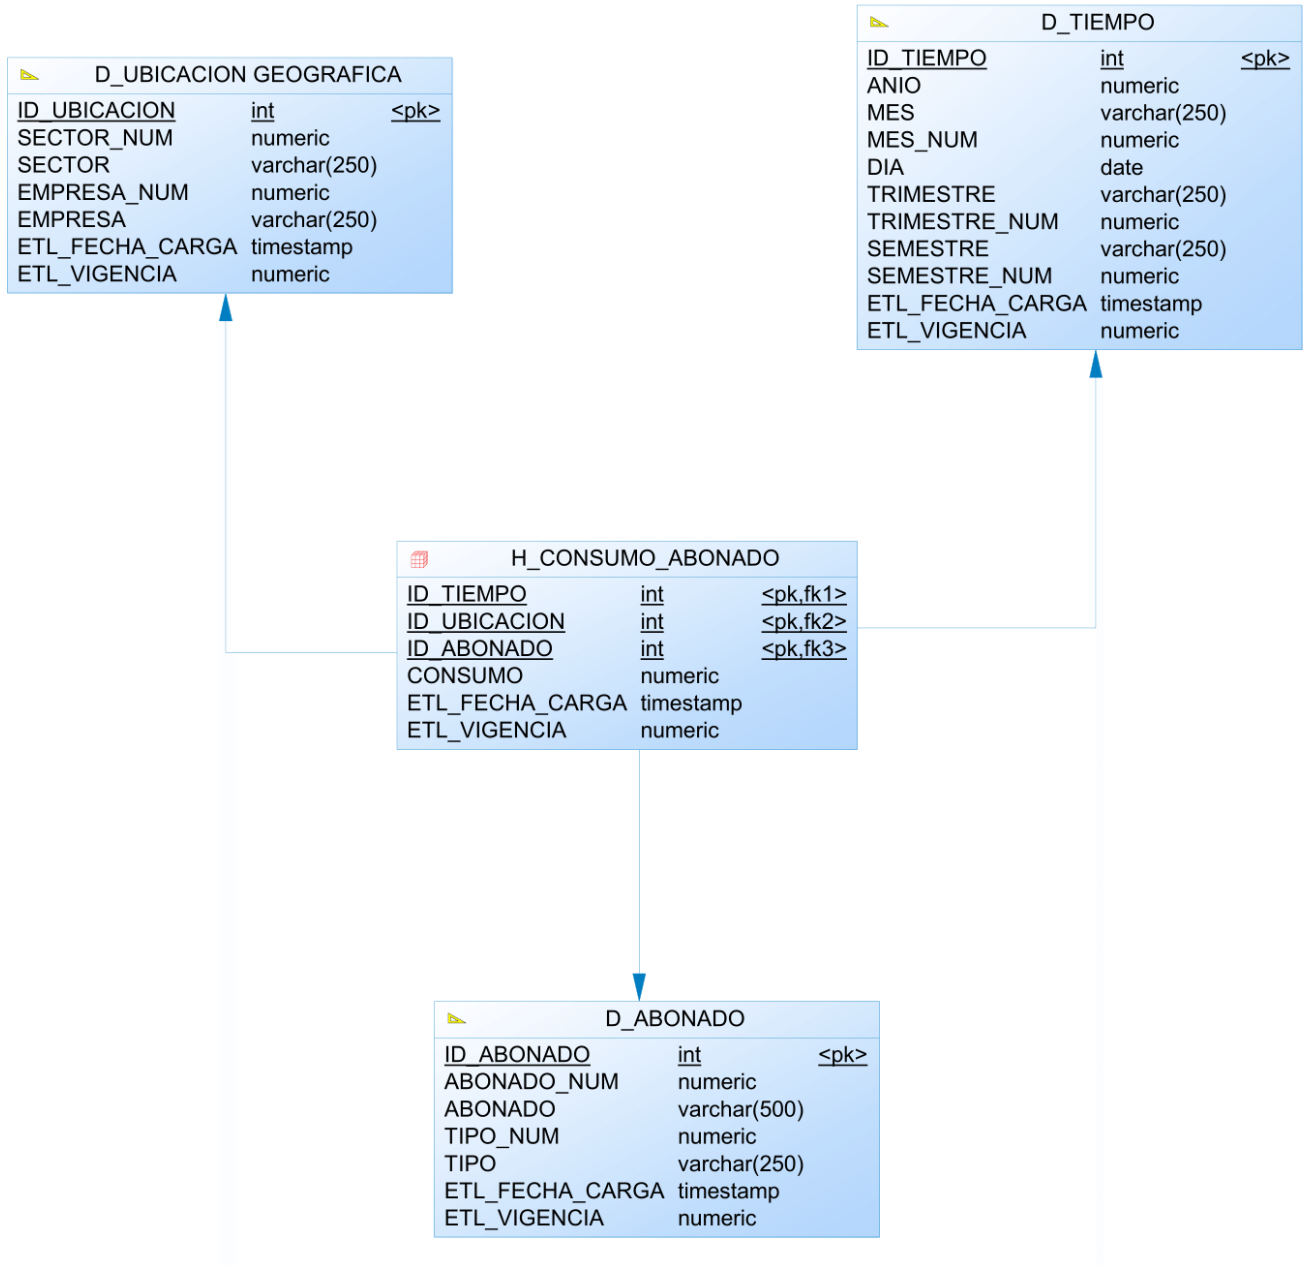 D_UBICACION GEOGRAFICA
ID_UBICACION int <pk>
SECTOR_NUM numeric
SECTOR varchar(250)
EMPRESA_NUM numeric
EMPRESA varchar(250)
ETL_FECHA_CARGA timestamp
ETL_VIGENCIA numeric
D_TIEMPO
ID_TIEMPO int <pk>
ANIO numeric
MES varchar(250)
MES_NUM numeric
DIA date
TRIMESTRE varchar(250)
TRIMESTRE_NUM numeric
SEMESTRE varchar(250)
SEMESTRE_NUM numeric
ETL_FECHA_CARGA timestamp
ETL_VIGENCIA numeric
H_CONSUMO_ABONADO
ID_TIEMPO int <pk,fk1>
ID_UBICACION int <pk,fk2>
ID_ABONADO int <pk,fk3>
CONSUMO numeric
ETL_FECHA_CARGA timestamp
ETL_VIGENCIA numeric
D_ABONADO
ID_ABONADO int <pk>
ABONADO_NUM numeric
ABONADO varchar(500)
TIPO_NUM numeric
TIPO varchar(250)
ETL_FECHA_CARGA timestamp
ETL_VIGENCIA numeric